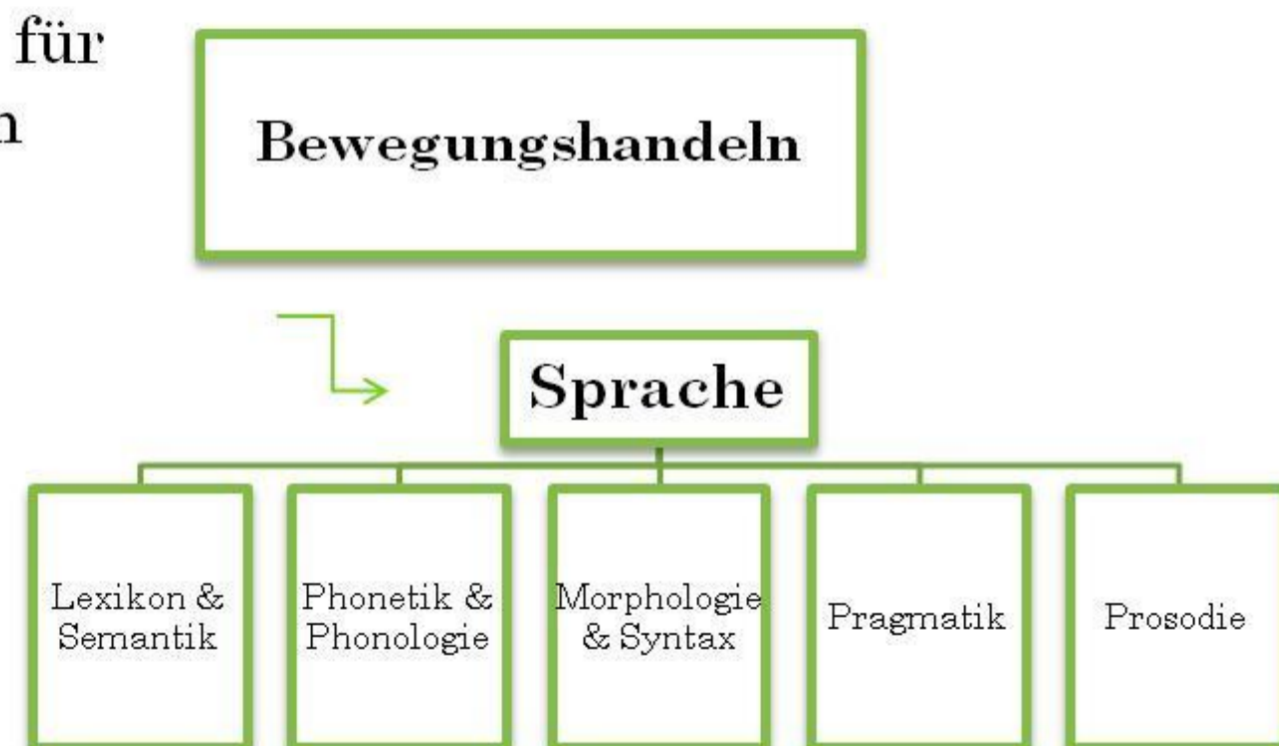 für
Bewegungshandeln
Sprache
Lexikon &
Semantik
Phonetik &
Phonologie
Morphologie
& Syntax
Pragmatik
Prosodie